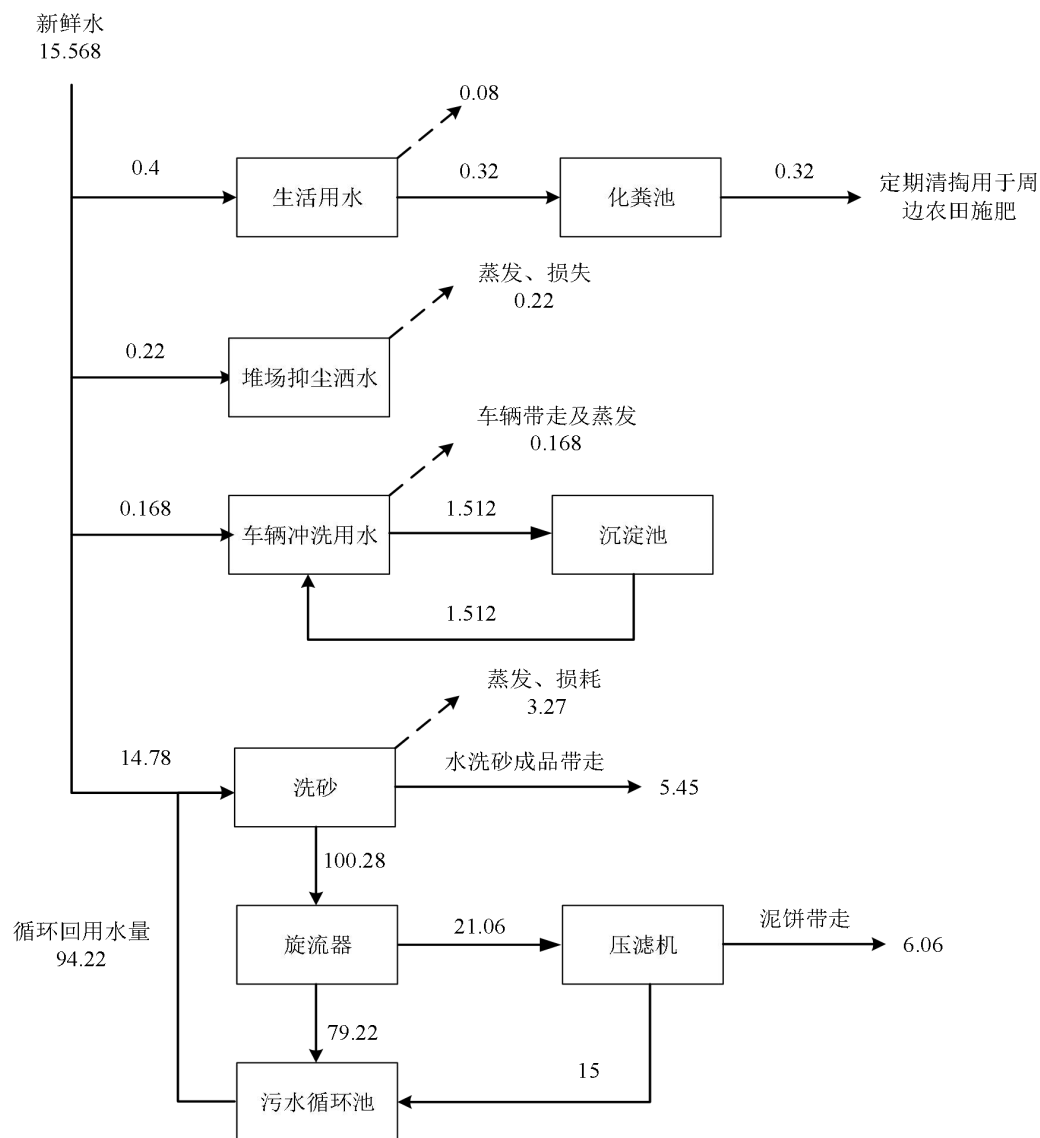 新鲜水
15.568
0.08
0.4
生活用水
0.32
化粪池
0.32
定期清掏用于周
边农田施肥
蒸发、损失
0.22
0.22
堆场抑尘洒水
车辆带走及蒸发
0.168
0.168
车辆冲洗用水
1.512
沉淀池
1.512
蒸发、损耗
3.27
14.78
洗砂
水洗砂成品带走
5.45
100.28
循环回用水量
94.22
旋流器
21.06
压滤机
泥饼带走
6.06
79.22
15
污水循环池